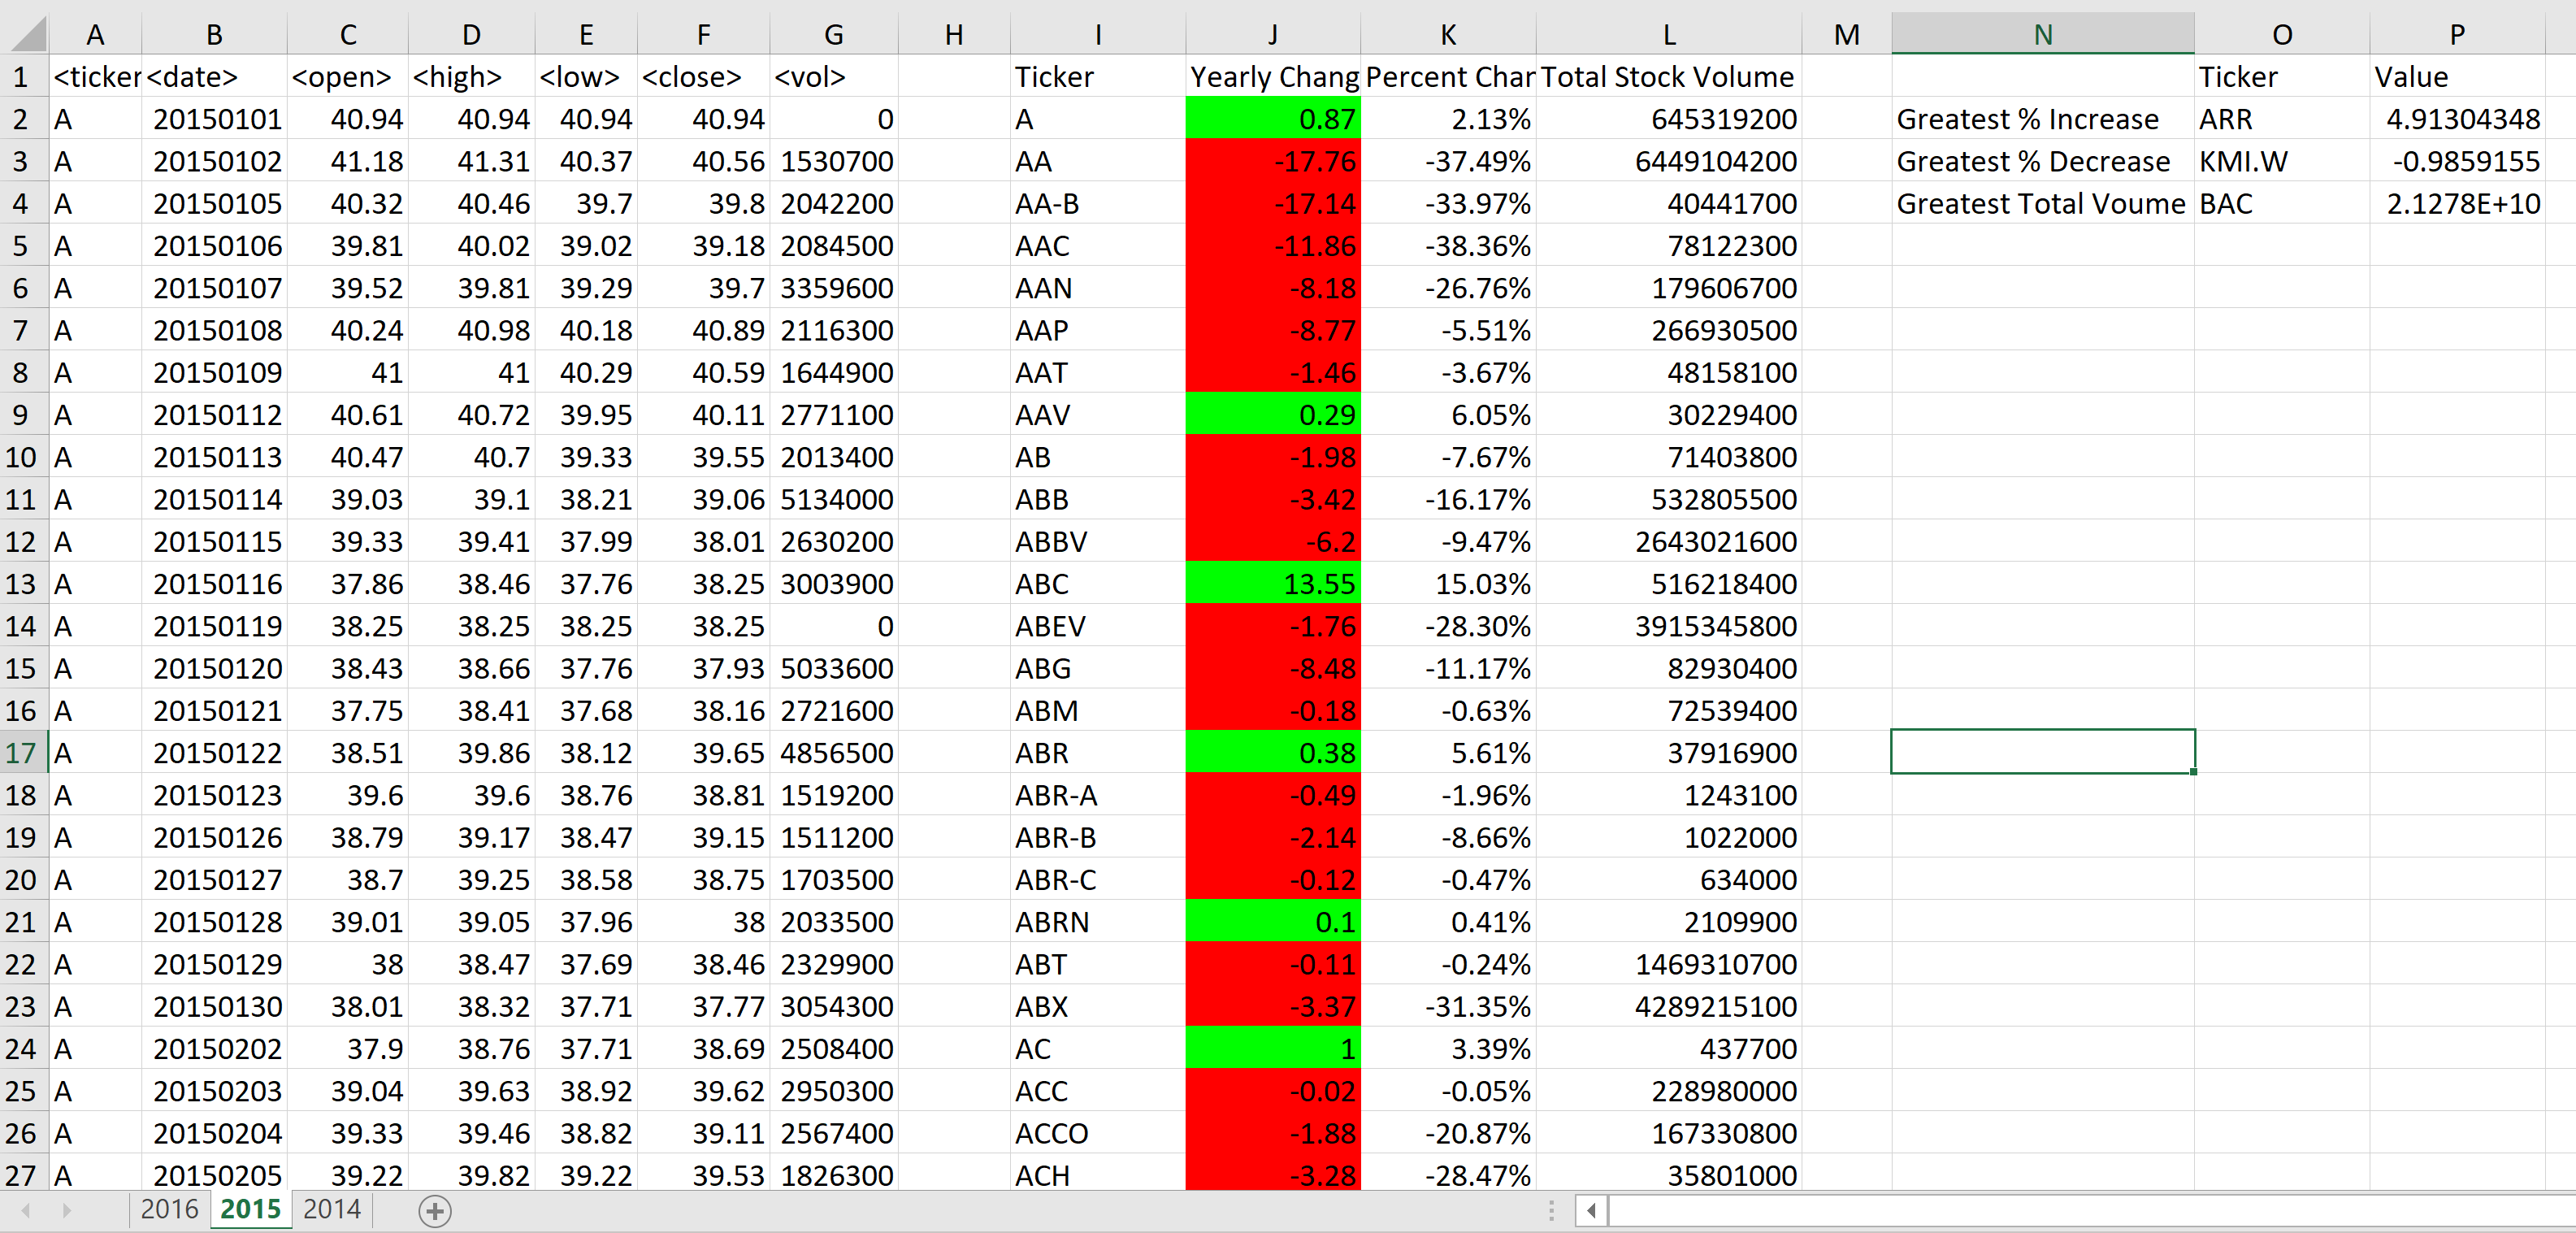 A B C D E F G H I J K L M N O P
1 <ticker <date> <open> <high> <low> <close> <vol> Ticker Yearly Chang Percent Char Total Stock Volume Ticker Value
2 A 20150101 40.94 40.94 40.94 40.94 0 A 0.87 2.13% 645319200 Greatest % Increase ARR 4.91304348
3 A 20150102 41.18 41.31 40.37 40.56 1530700 AA -17.76 -37.49% 6449104200 Greatest % Decrease KMI.W -0.9859155
4 A 20150105 40.32 40.46 39.7 39.8 2042200 AA-B -17.14 -33.97% 40441700 Greatest Total Voume BAC 2.1278E+10
5 A 20150106 39.81 40.02 39.02 39.18 2084500 AAC -11.86 -38.36% 78122300
6 A 20150107 39.52 39.81 39.29 39.7 3359600 AAN -8.18 -26.76% 179606700
7 A 20150108 40.24 40.98 40.18 40.89 2116300 AAP -8.77 -5.51% 266930500
8 A 20150109 41 41 40.29 40.59 1644900 AAT -1.46 -3.67% 48158100
9 A 20150112 40.61 40.72 39.95 40.11 2771100 AAV 0.29 6.05% 30229400
10 A 20150113 40.47 40.7 39.33 39.55 2013400 AB -1.98 -7.67% 71403800
11 A 20150114 39.03 39.1 38.21 39.06 5134000 ABB -3.42 -16.17% 532805500
12 A 20150115 39.33 39.41 37.99 38.01 2630200 ABBV -6.2 -9.47% 2643021600
13 A 20150116 37.86 38.46 37.76 38.25 3003900 ABC 13.55 15.03% 516218400
14 A 20150119 38.25 38.25 38.25 38.25 0 ABEV -1.76 -28.30% 3915345800
15 A 20150120 38.43 38.66 37.76 37.93 5033600 ABG -8.48 -11.17% 82930400
16 A 20150121 37.75 38.41 37.68 38.16 2721600 ABM -0.18 -0.63% 72539400
17 A 20150122 38.51 39.86 38.12 39.65 4856500 ABR 0.38 5.61% 37916900
18 A 20150123 39.6 39.6 38.76 38.81 1519200 ABR-A -0.49 -1.96% 1243100
19 A 20150126 38.79 39.17 38.47 39.15 1511200 ABR-B -2.14 -8.66% 1022000
20 A 20150127 38.7 39.25 38.58 38.75 1703500 ABR-C -0.12 -0.47% 634000
21 A 20150128 39.01 39.05 37.96 38 2033500 ABRN 0.1 0.41% 2109900
22 A 20150129 38 38.47 37.69 38.46 2329900 ABT -0.11 -0.24% 1469310700
23 A 20150130 38.01 38.32 37.71 37.77 3054300 ABX -3.37 -31.35% 4289215100
24 A 20150202 37.9 38.76 37.71 38.69 2508400 AC 1 3.39% 437700
25 A 20150203 39.04 39.63 38.92 39.62 2950300 ACC -0.02 -0.05% 228980000
26 A 20150204 39.33 39.46 38.82 39.11 2567400 ACCO -1.88 -20.87% 167330800
27 A 20150205 39.22 39.82 39.22 39.53 1826300 ACH -3.28 -28.47% 35801000
2016 2015 2014